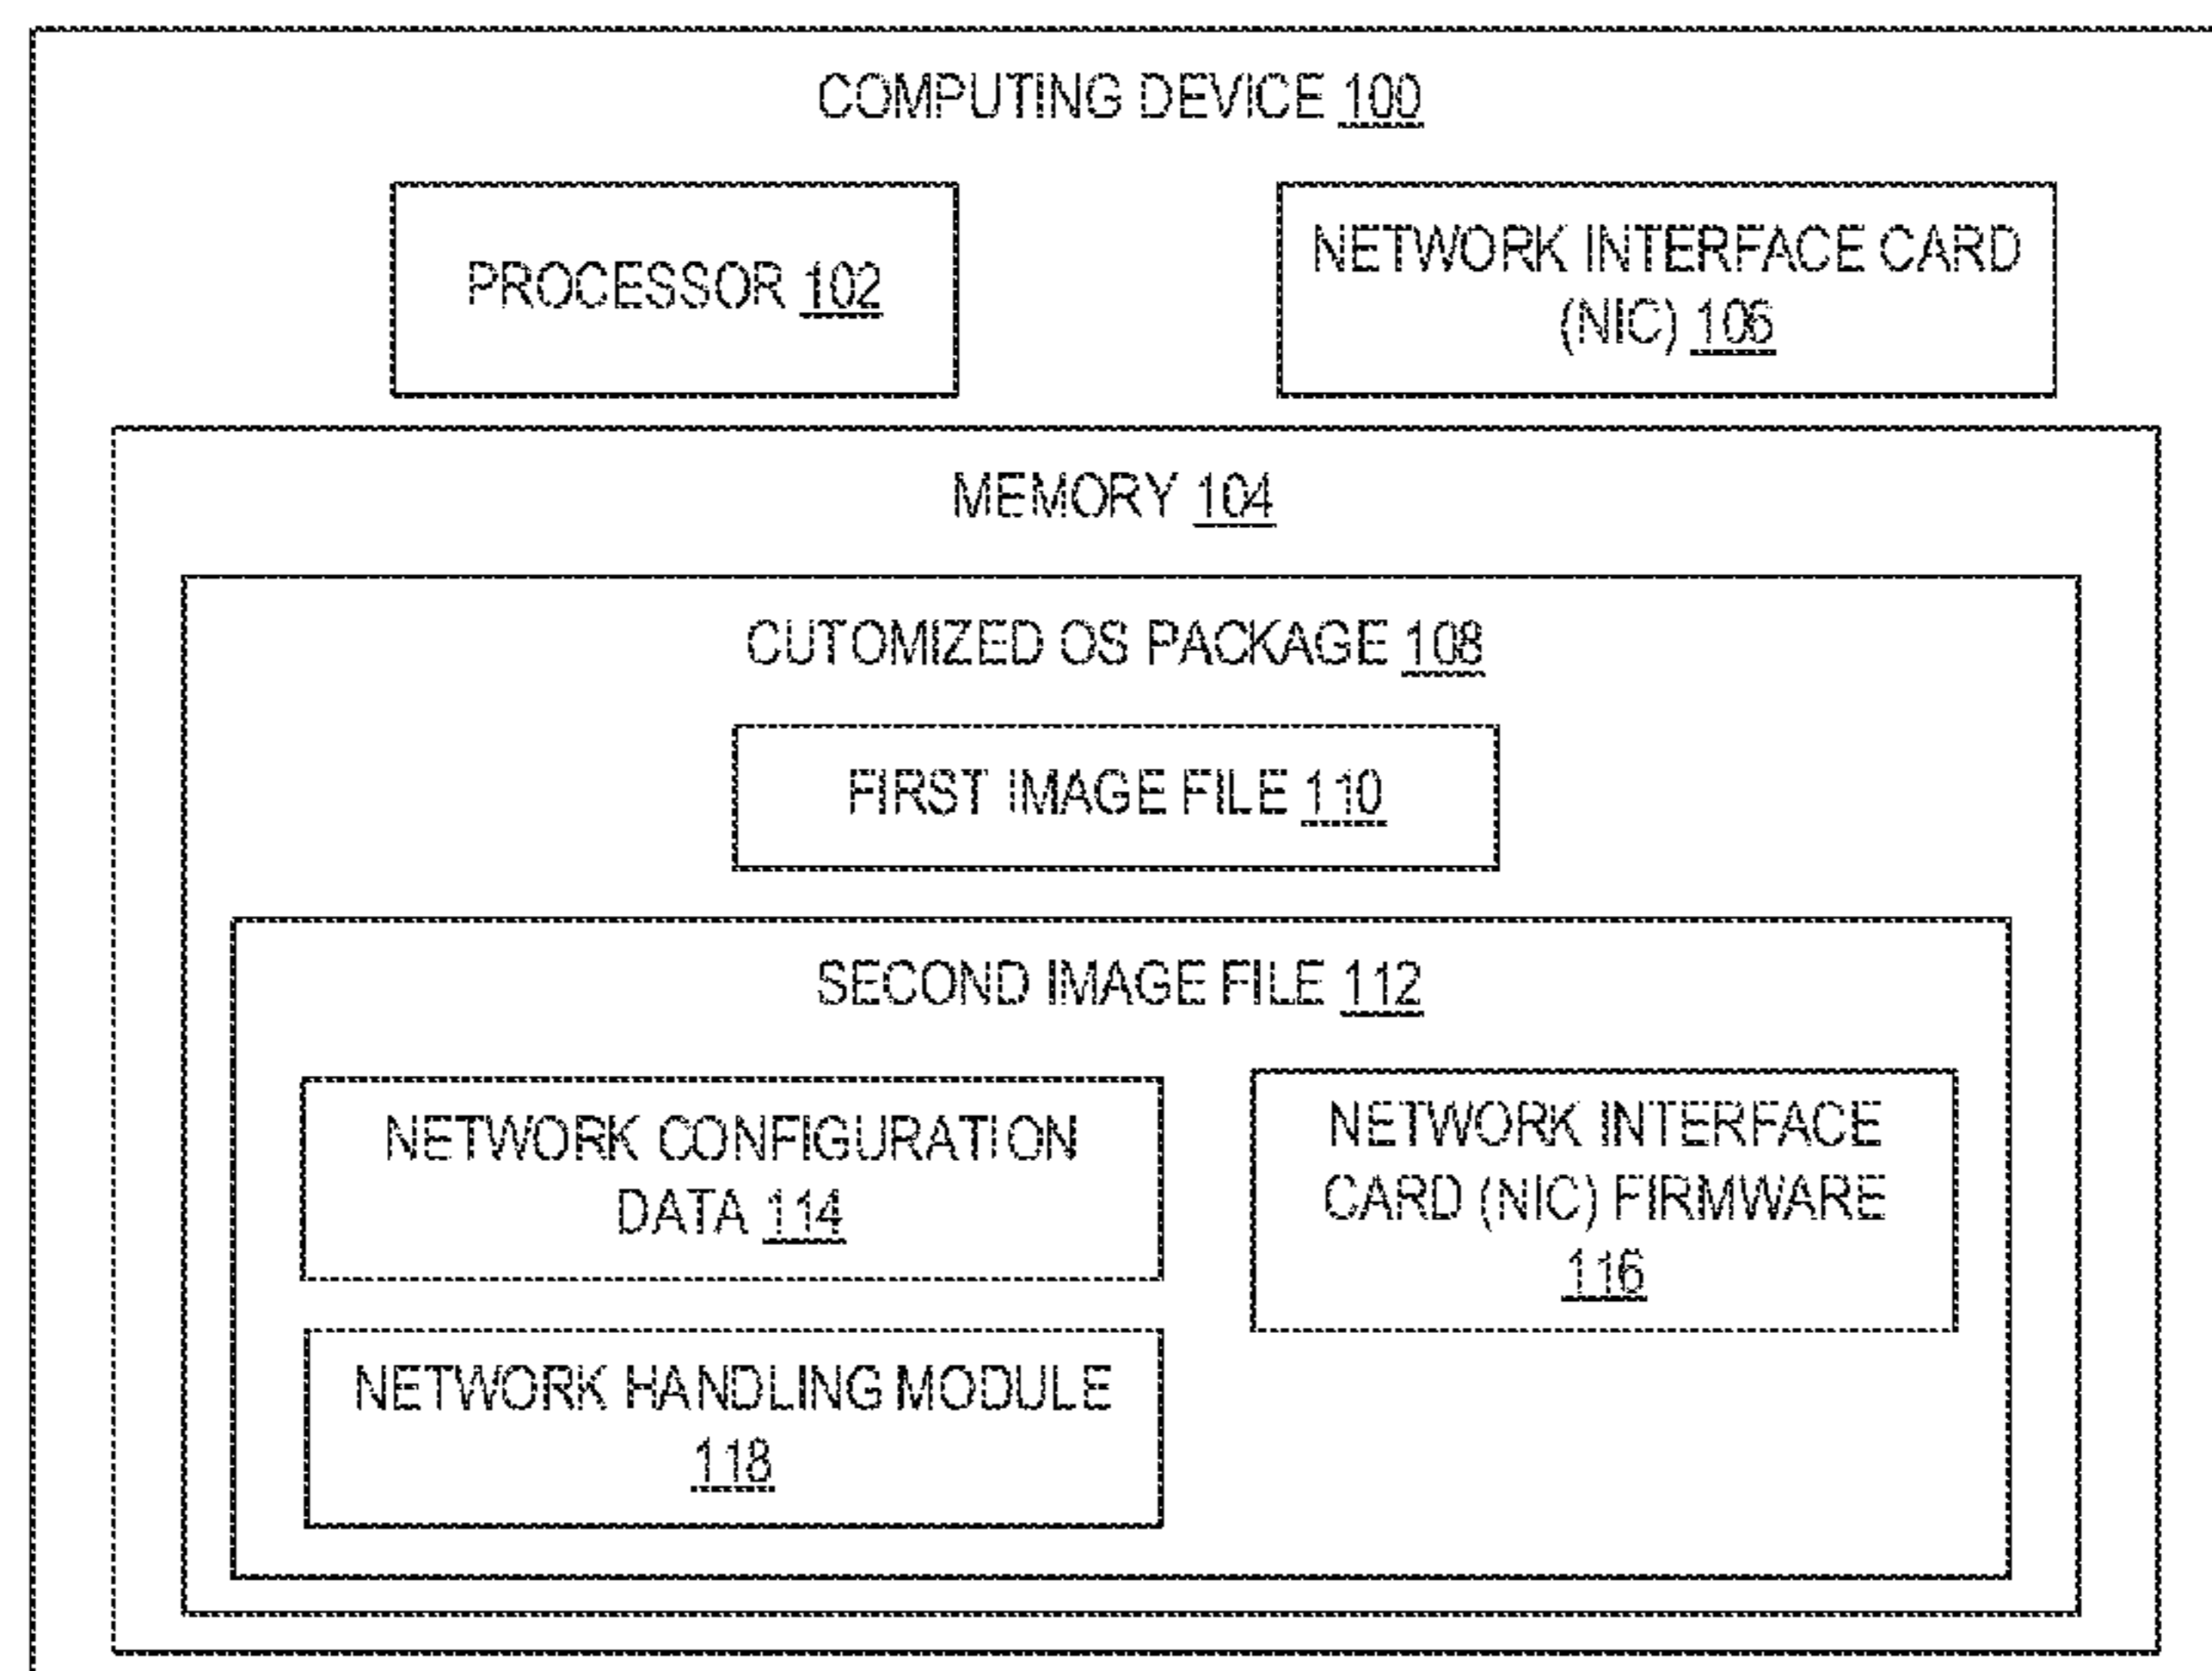 COMPUTING DEVICE 100
PROCESSOR 102
NETWORK INTERFACE CARD
(NIC) 106
MEMORY 104
CUTOMIZED OS PACKAGE 108
FIRST IMAGE FILE 110
SECOND IMAGE FILE 112
NETWORK CONFIGURATION
DATA 114
NETWORK INTERFACE
CARD (NIC) FIRMWARE
116
NETWORK HANDLING MODULE
118